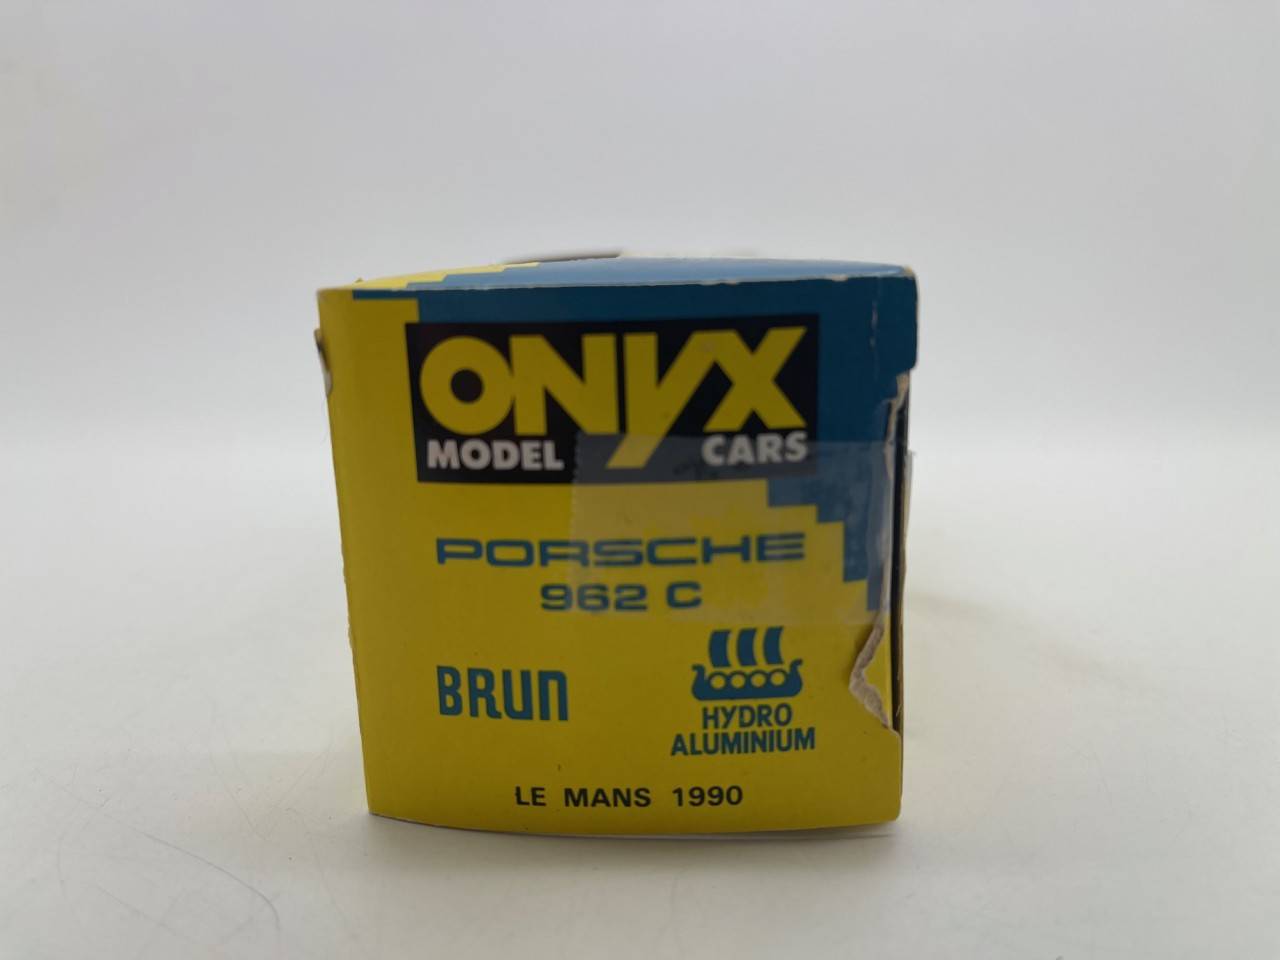 ONYX
MODEL CARS
PORSCHE
962 C
BRUN
HYDRO
ALUMINIUM
LE MANS 1990